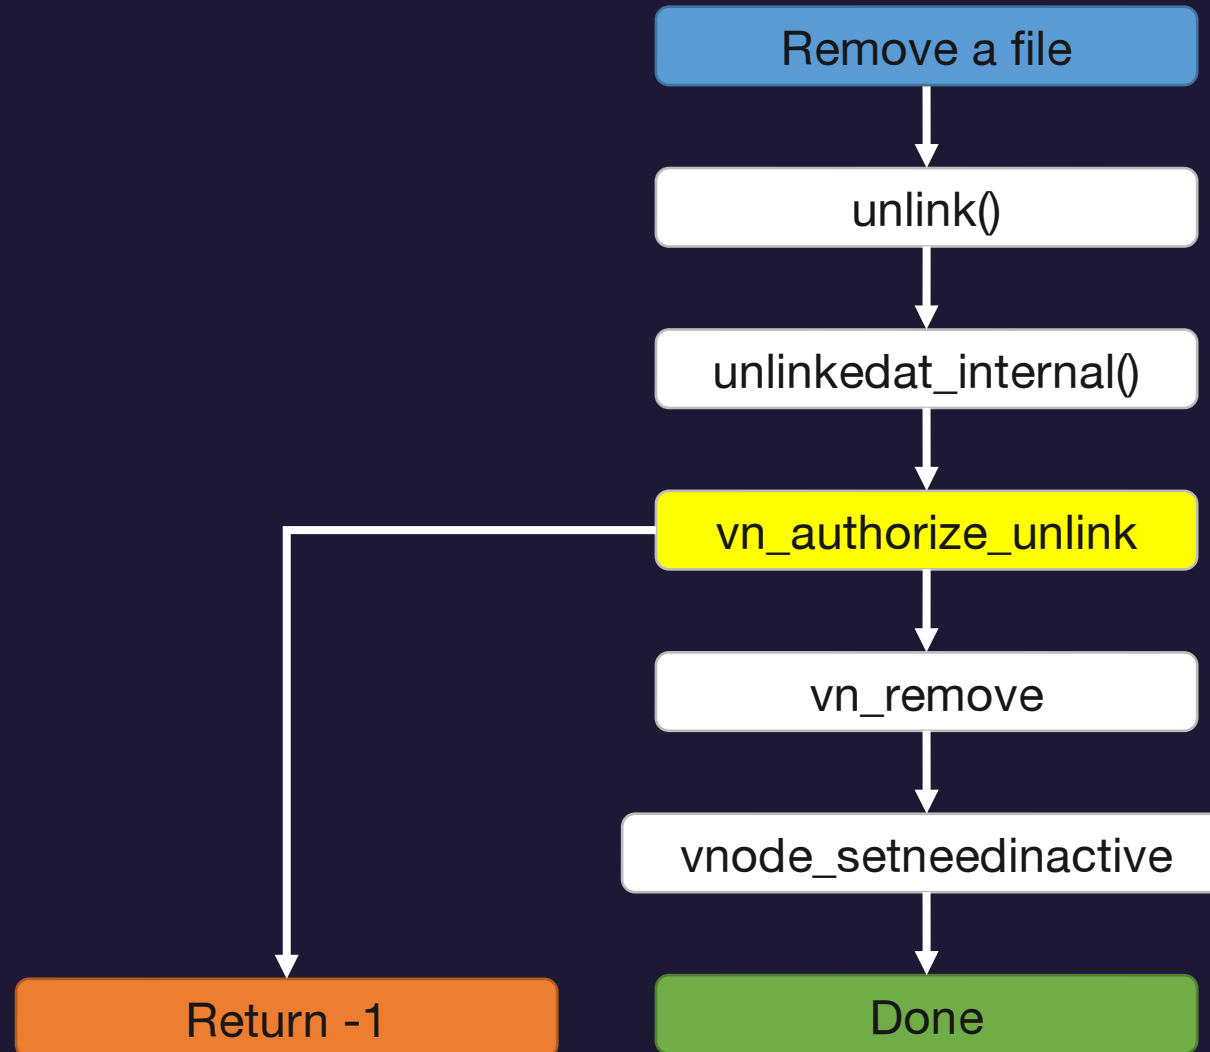 Remove a file
unlink()
unlinkedat_internal()
vn_authorize_unlink
vn_remove
vnode_setneedinactive
Return -1
Done